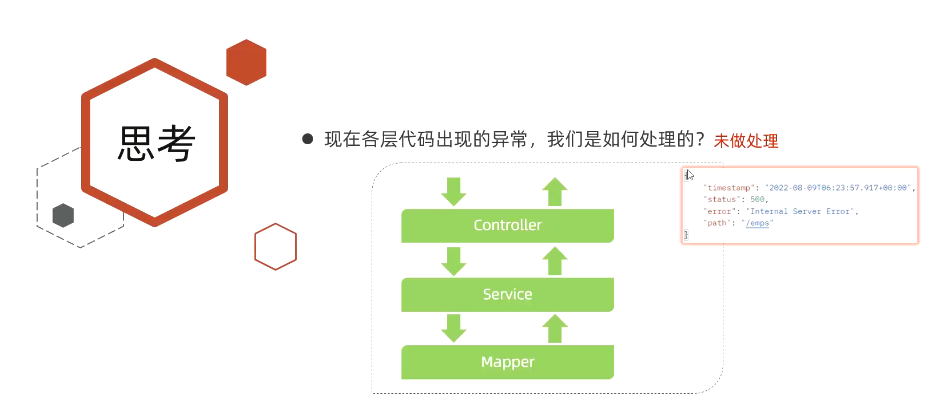 思考
现在各层代码出现的异常，我们是如何处理的？未做处理
{
"timestamp": "2022-08-09T06:23:57.917+00:00",
"status": 500,
"error": "Internal Server Error",
"path": "/emps"
}
Controller
Service
Mapper